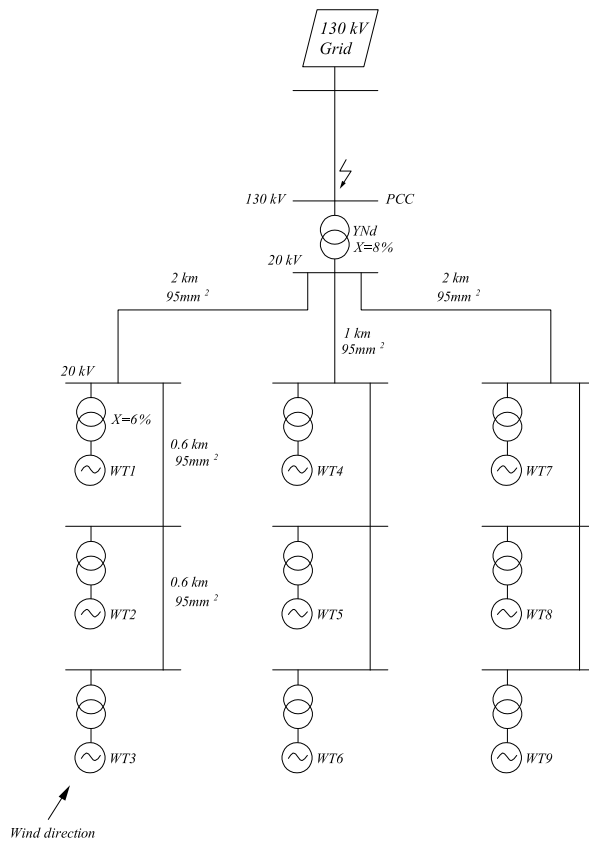 130 kV
Grid
130 kV
PCC
YNd
X=8%
20 kV
2 km
95mm ²
2 km
95mm ²
1 km
95mm ²
20 kV
X=6%
0.6 km
95mm ²
WT1
WT4
WT7
0.6 km
95mm ²
WT2
WT5
WT8
WT3
WT6
WT9
Wind direction